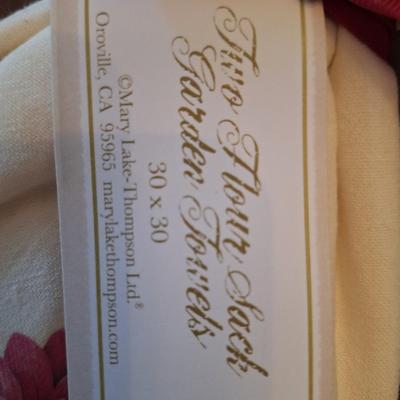 Two Flour Sack
Garden Towels
30 x 30
©Mary Lake-Thompson Ltd.®
Oroville, CA 95965 marylakethompson.com